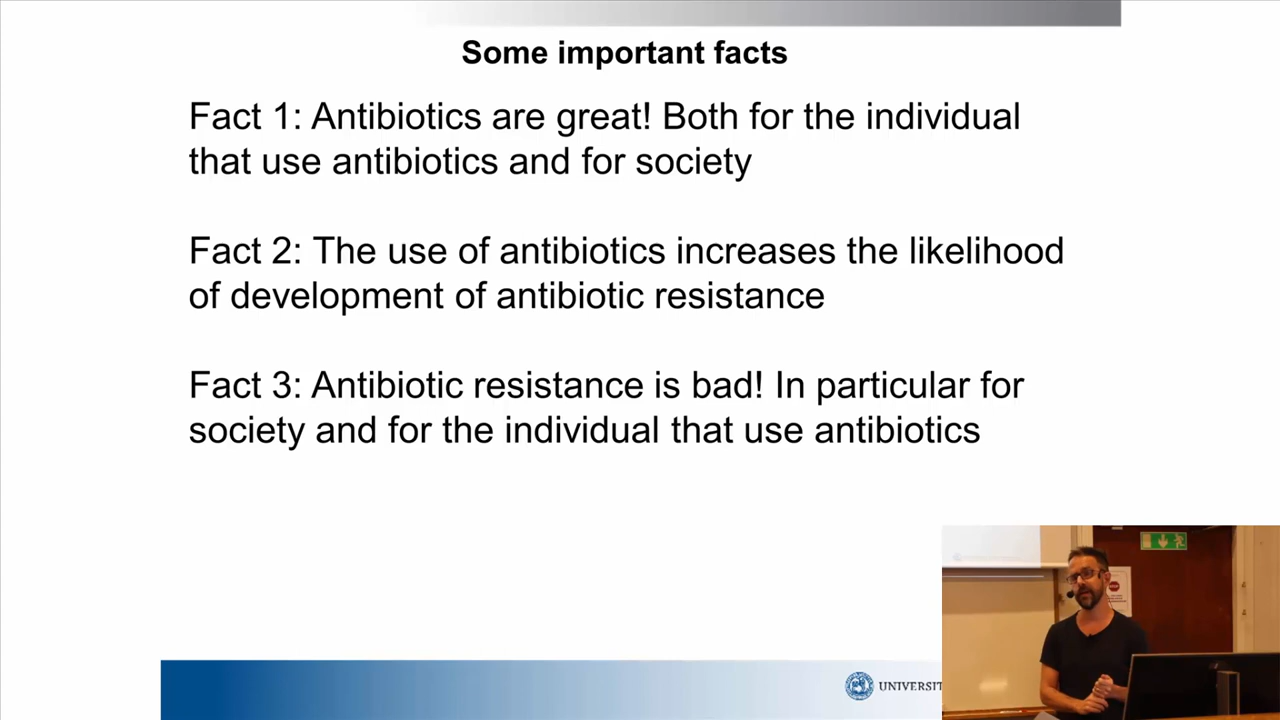 Some important facts
Fact 1: Antibiotics are great! Both for the individual
that use antibiotics and for society
Fact 2: The use of antibiotics increases the likelihood
of development of antibiotic resistance
Fact 3: Antibiotic resistance is bad! In particular for
society and for the individual that use antibiotics
UNIVERSIT